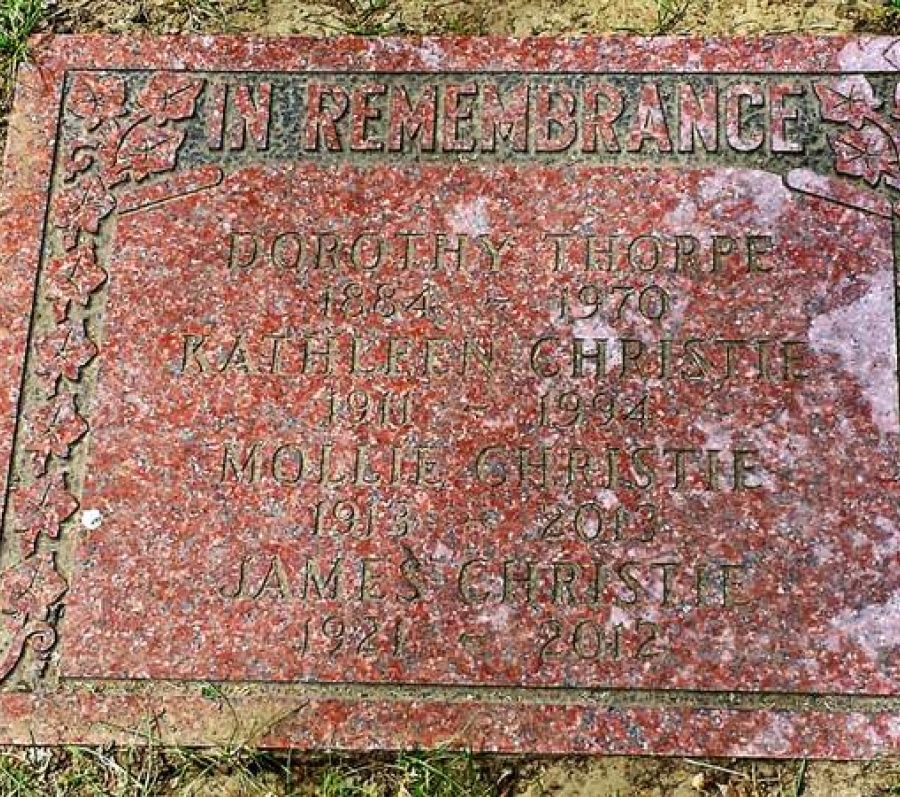 IN REMEMBRANCE
DOROTHY THORPE
1884 - 1970
KATHLEEN CHRISTIE
1911 - 1994
MOLLIE CHRISTIE
1913 - 2013
JAMES CHRISTIE
1921 - 2012